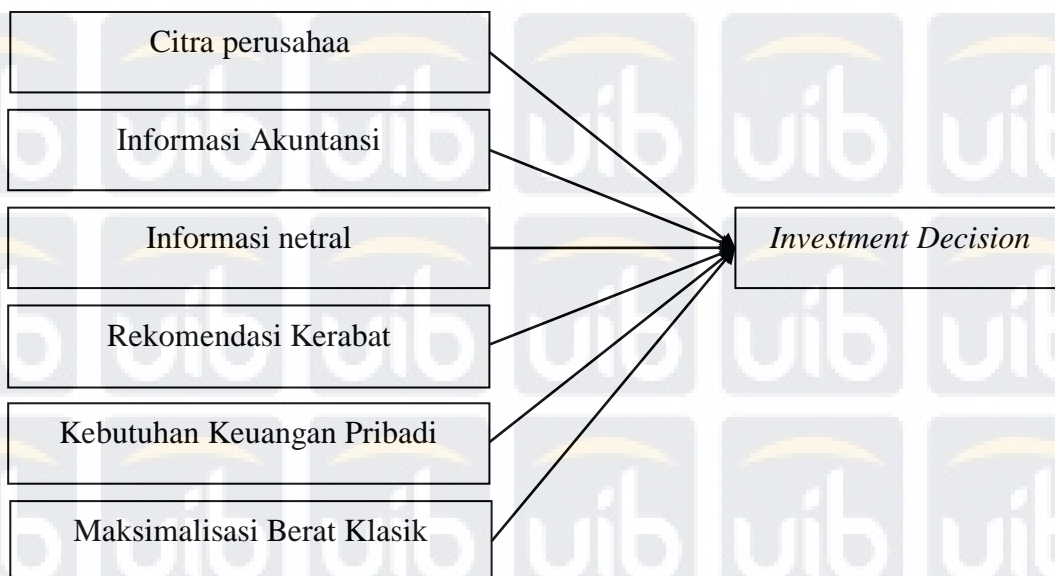 Citra perusahaa
Informasi Akuntansi
Informasi netral
Investment Decision
Rekomendasi Kerabat
Kebutuhan Keuangan Pribadi
Maksimalisasi Berat Klasik